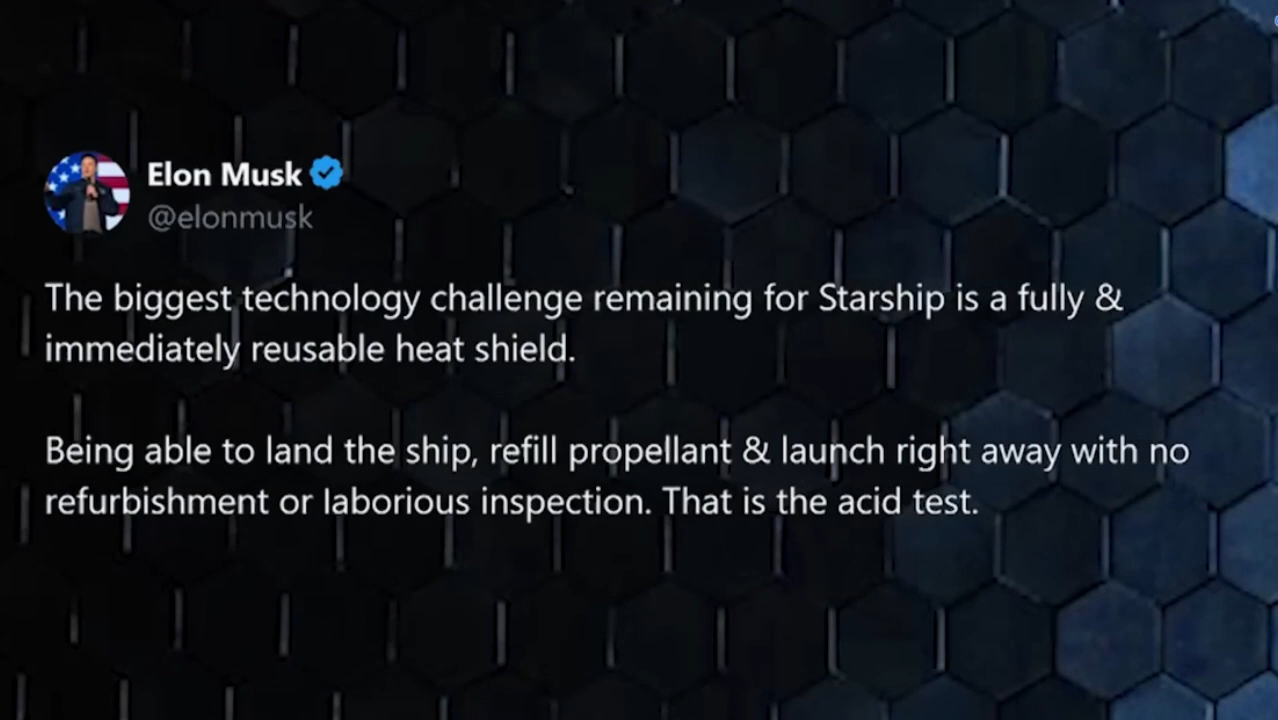 Elon Musk
@elonmusk
The biggest technology challenge remaining for Starship is a fully &
immediately reusable heat shield.
Being able to land the ship, refill propellant & launch right away with no
refurbishment or laborious inspection. That is the acid test.